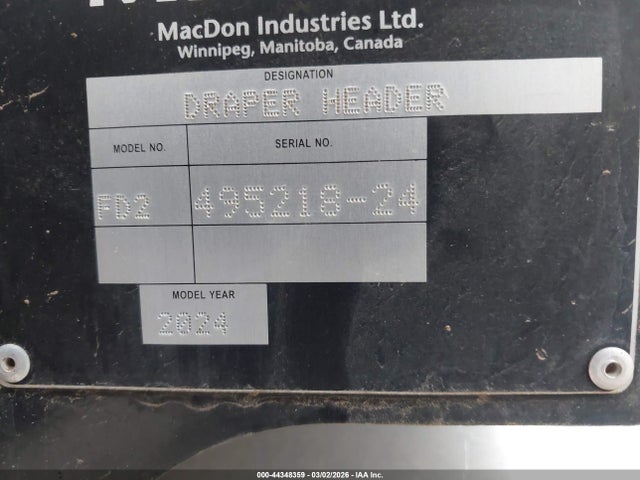 MacDon Industries Ltd.
Winnipeg, Manitoba, Canada
DESIGNATION
DRAPER HEADER
MODEL NO.
SERIAL NO.
FD2
495218-24
MODEL YEAR
2024
000-44348359 - 03/02/2026 - IAA Inc.